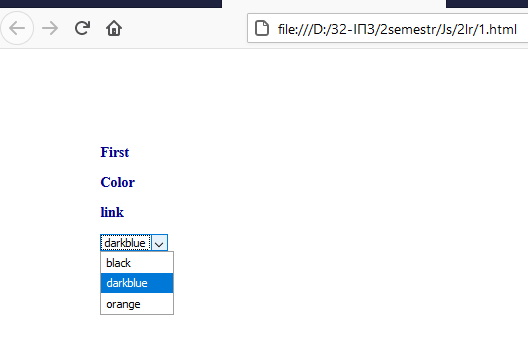 file:///D:/32-ІПЗ/2semestr/Js/2lr/1.html
First
Color
link
darkblue
black
darkblue
orange